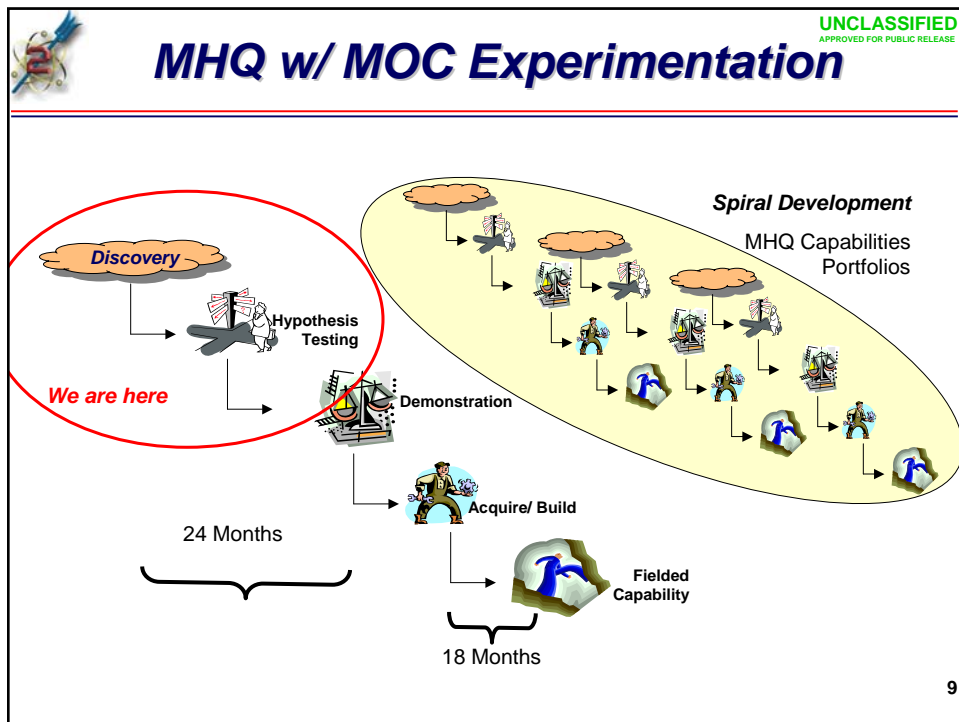 UNCLASSIFIED
APPROVED FOR PUBLIC RELEASE
2
MHQ w/ MOC Experimentation
Spiral Development
MHQ Capabilities
Portfolios
Discovery
Hypothesis
Testing
We are here
Demonstration
Acquire/ Build
24 Months
Fielded
Capability
18 Months
9